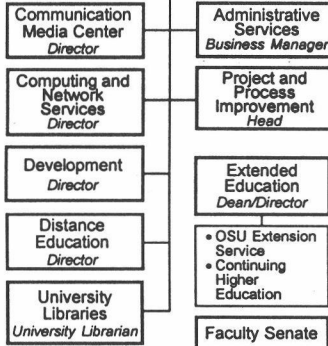 Communication
Media Center
Director
Computing and
Network
Services
Director
Development
Director
Distance
Education
Director
University
Libraries
University Librarian
Administrative
Services
Business Manager
Project and
Process
Improvement
Head
Extended
Education
Dean/Director
• OSU Extension
Service
• Continuing
Higher
Education
Faculty Senate